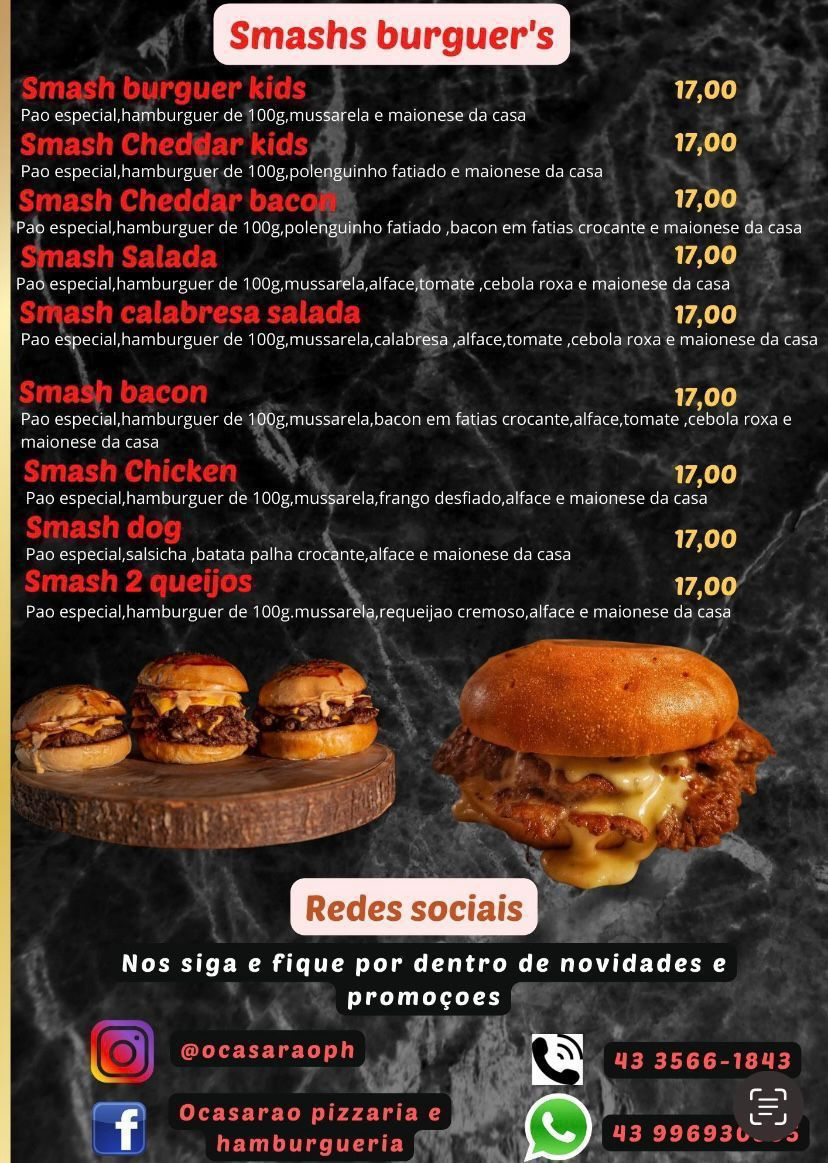 Smashs burguer's
Smash burguer kids 17,00
Pao especial,hamburguer de 100g,mussarela e maionese da casa
Smash Cheddar kids 17,00
Pao especial,hamburguer de 100g,polenguinho fatiado e maionese da casa
Smash Cheddar bacon 17,00
Pao especial,hamburguer de 100g,polenguinho fatiado ,bacon em fatias crocante e maionese da casa
Smash Salada 17,00
Pao especial,hamburguer de 100g,mussarela,alface,tomate ,cebola roxa e maionese da casa
Smash calabresa salada 17,00
Pao especial,hamburguer de 100g,mussarela,calabresa ,alface,tomate ,cebola roxa e maionese da casa
Smash bacon 17,00
Pao especial,hamburguer de 100g,mussarela,bacon em fatias crocante,alface,tomate ,cebola roxa e
maionese da casa
Smash Chicken 17,00
Pao especial,hamburguer de 100g,mussarela,frango desfiado,alface e maionese da casa
Smash dog 17,00
Pao especial,salsicha ,batata palha crocante,alface e maionese da casa
Smash 2 queijos 17,00
Pao especial,hamburguer de 100g.mussarela,requeijao cremoso,alface e maionese da casa
Redes sociais
Nos siga e fique por dentro de novidades e
promoçoes
@ocasaraoph
43 3566-1843
Ocasarao pizzaria e
hamburgueria
43